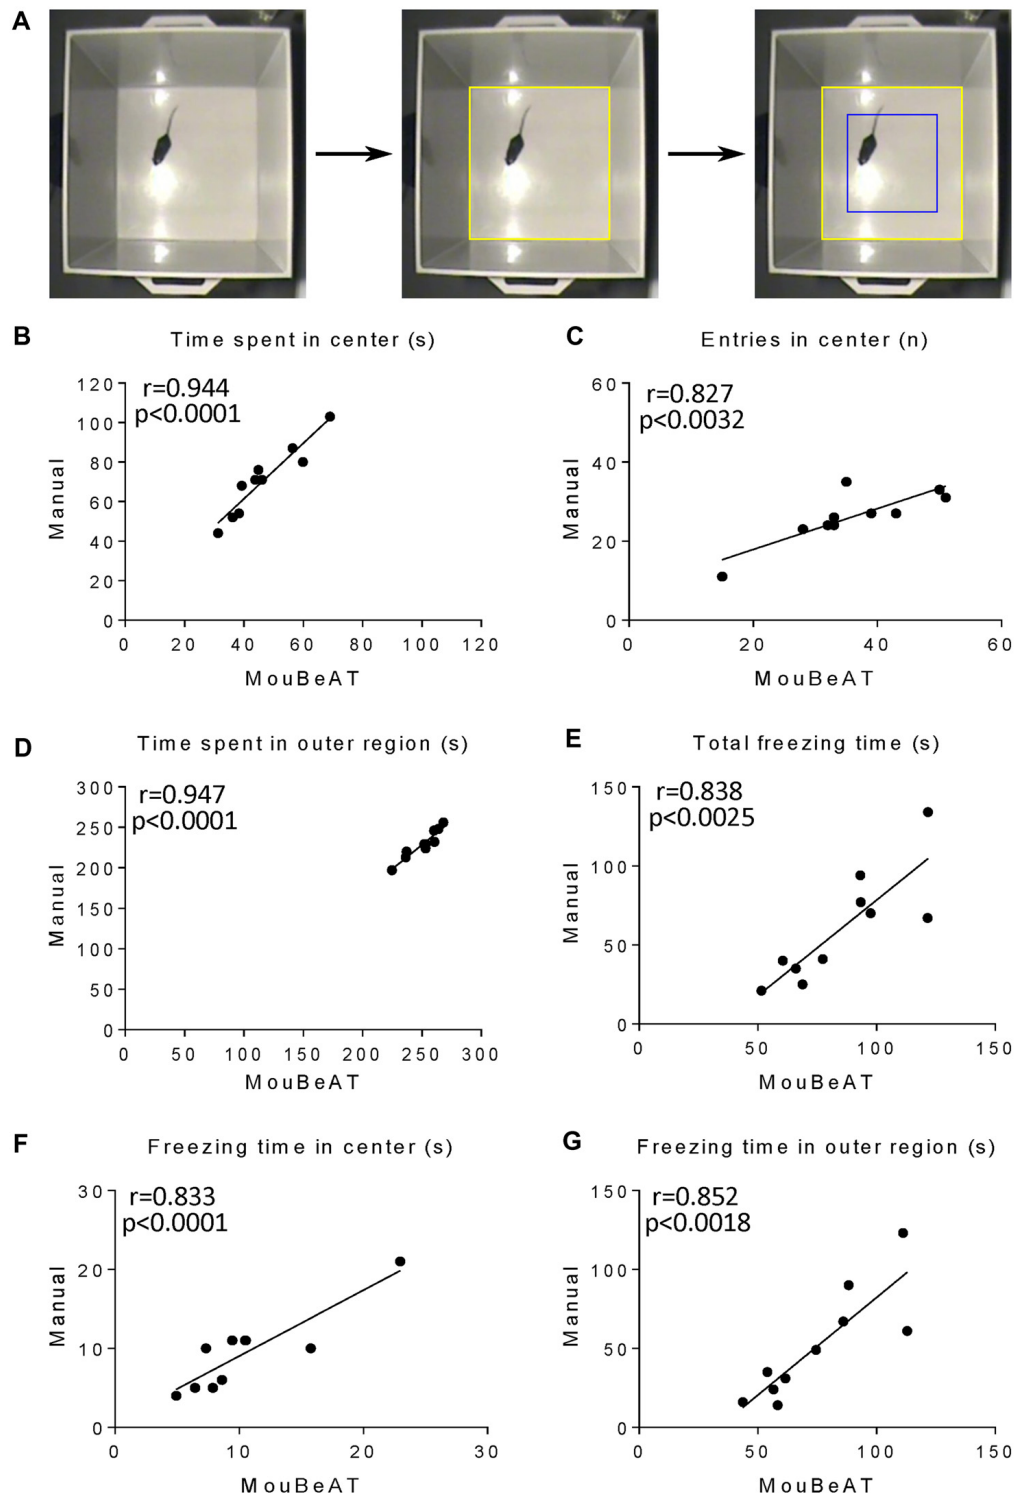 A
B
Time spent in center (s)
r=0.944
p<0.0001
Manual
120
100
80
60
40
20
0
0 20 40 60 80 100 120
MouBeAT
C
Entries in center (n)
r=0.827
p<0.0032
Manual
60
40
20
0
0 20 40 60
MouBeAT
D
Time spent in outer region (s)
r=0.947
p<0.0001
Manual
300
250
200
150
100
50
0
0 50 100 150 200 250 300
MouBeAT
E
Total freezing time (s)
r=0.838
p<0.0025
Manual
150
100
50
0
0 50 100 150
MouBeAT
F
Freezing time in center (s)
r=0.833
p<0.0001
Manual
30
20
10
0
0 10 20 30
MouBeAT
G
Freezing time in outer region (s)
r=0.852
p<0.0018
Manual
150
100
50
0
0 50 100 150
MouBeAT